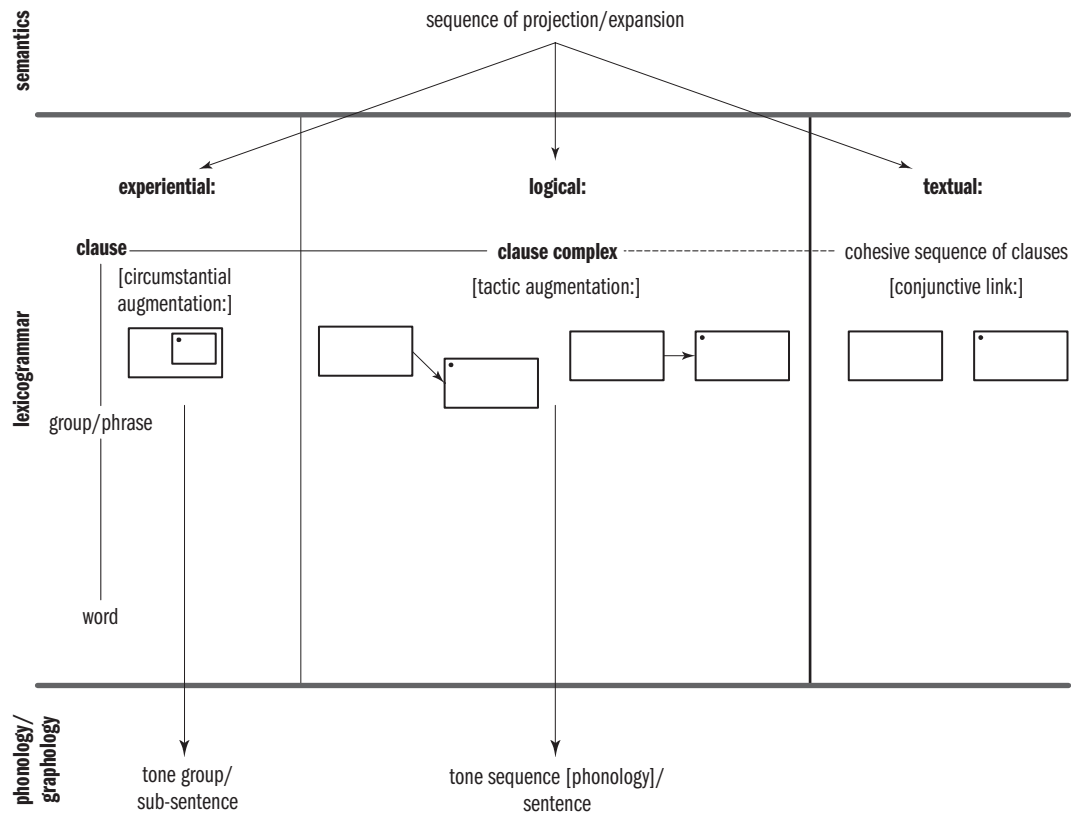 semantics
sequence of projection/expansion
lexicogrammar
experiential:
logical:
textual:
clause
clause complex
cohesive sequence of clauses
[circumstantial
augmentation:]
[tactic augmentation:]
[conjunctive link:]
group/phrase
word
phonology/
graphology
tone group/
sub-sentence
tone sequence [phonology]/
sentence